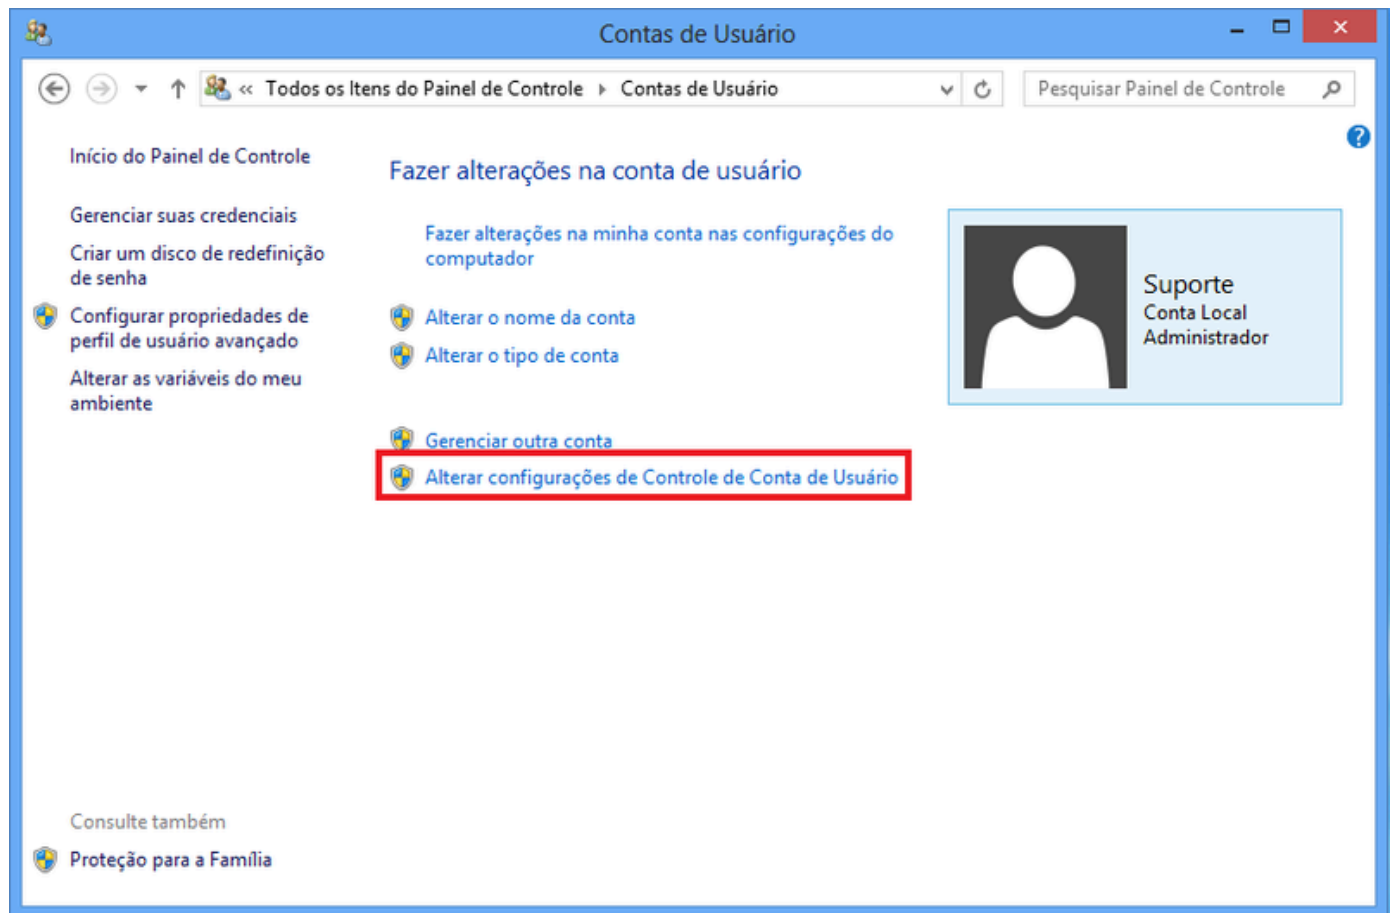 Contas de Usuário
« Todos os Itens do Painel de Controle Contas de Usuário
Pesquisar Painel de Controle
?
Início do Painel de Controle
Gerenciar suas credenciais
Criar um disco de redefinição
de senha
Configurar propriedades de
perfil de usuário avançado
Alterar as variáveis do meu
ambiente
Fazer alterações na conta de usuário
Fazer alterações na minha conta nas configurações do
computador
Alterar o nome da conta
Alterar o tipo de conta
Gerenciar outra conta
Alterar configurações de Controle de Conta de Usuário
Suporte
Conta Local
Administrador
Consulte também
Proteção para a Família